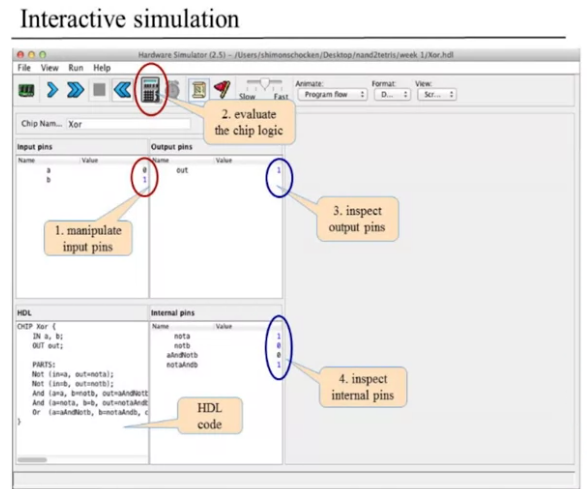 Interactive simulation
Hardware Simulator (2.5) - /Users/shimonschocken/Desktop/nand2tetris/week 1/Xor.hdl
File View Run Help
Animate: Format: View:
Slow Fast Program flow D... Scr...
2. evaluate
the chip logic
Chip Nam... Xor
Input pins Output pins
Name Value Name Value
a 0 out 1
b 1
1. manipulate
input pins
3. inspect
output pins
HDL Internal pins
Name Value
CHIP Xor {
IN a, b;
OUT out;
PARTS:
Not (in=a, out=nota);
Not (in=b, out=notb);
And (a=a, b=notb, out=aAndNotb
And (a=nota, b=b, out=notaAndb
Or (a=aAndNotb, b=notaAndb, o
}
nota 1
notb 0
aAndNotb 0
notaAndb 1
4. inspect
internal pins
HDL
code